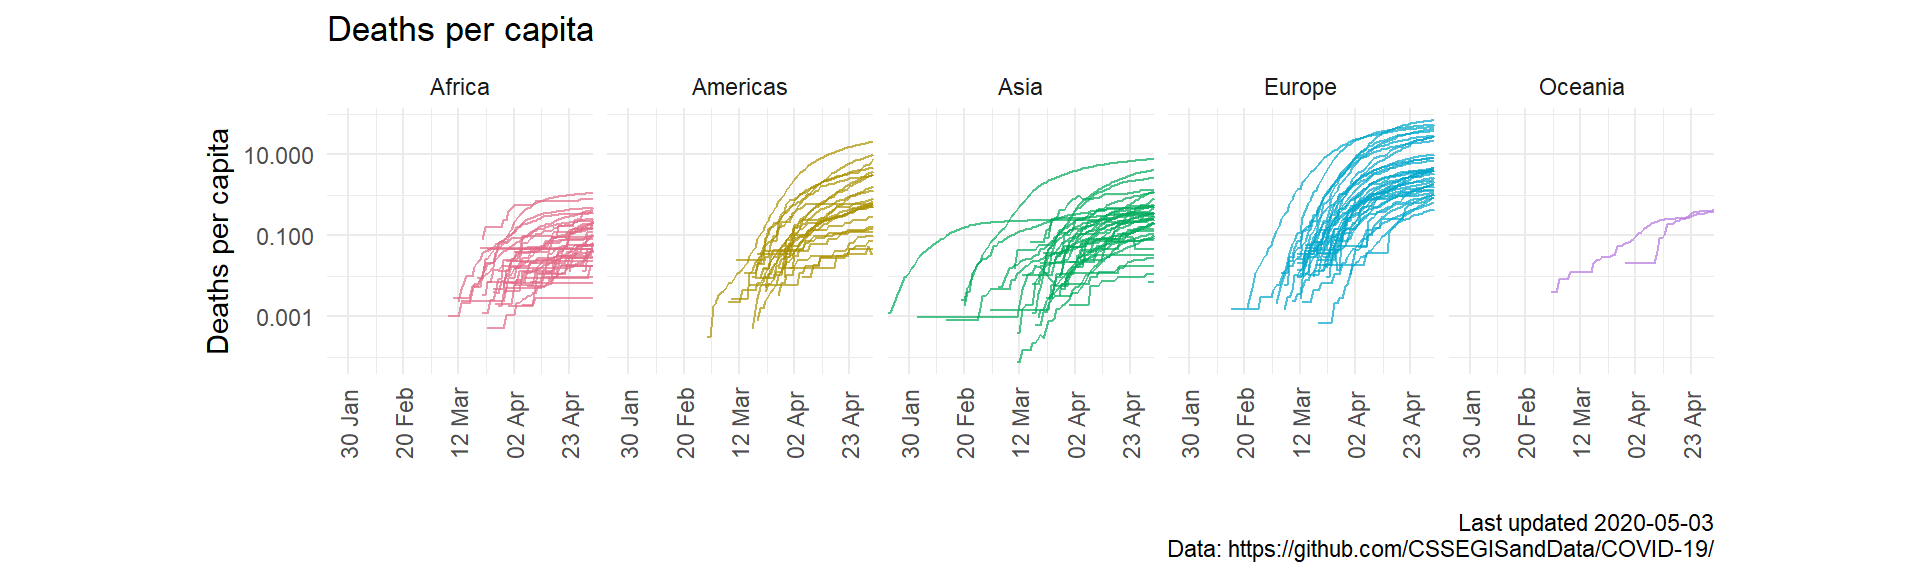 Deaths per capita
Africa
Americas
Asia
Europe
Oceania
Deaths per capita
10.000
0.100
0.001
30 Jan
20 Feb
12 Mar
02 Apr
23 Apr
30 Jan
20 Feb
12 Mar
02 Apr
23 Apr
30 Jan
20 Feb
12 Mar
02 Apr
23 Apr
30 Jan
20 Feb
12 Mar
02 Apr
23 Apr
30 Jan
20 Feb
12 Mar
02 Apr
23 Apr
Last updated 2020-05-03
Data: https://github.com/CSSEGISandData/COVID-19/